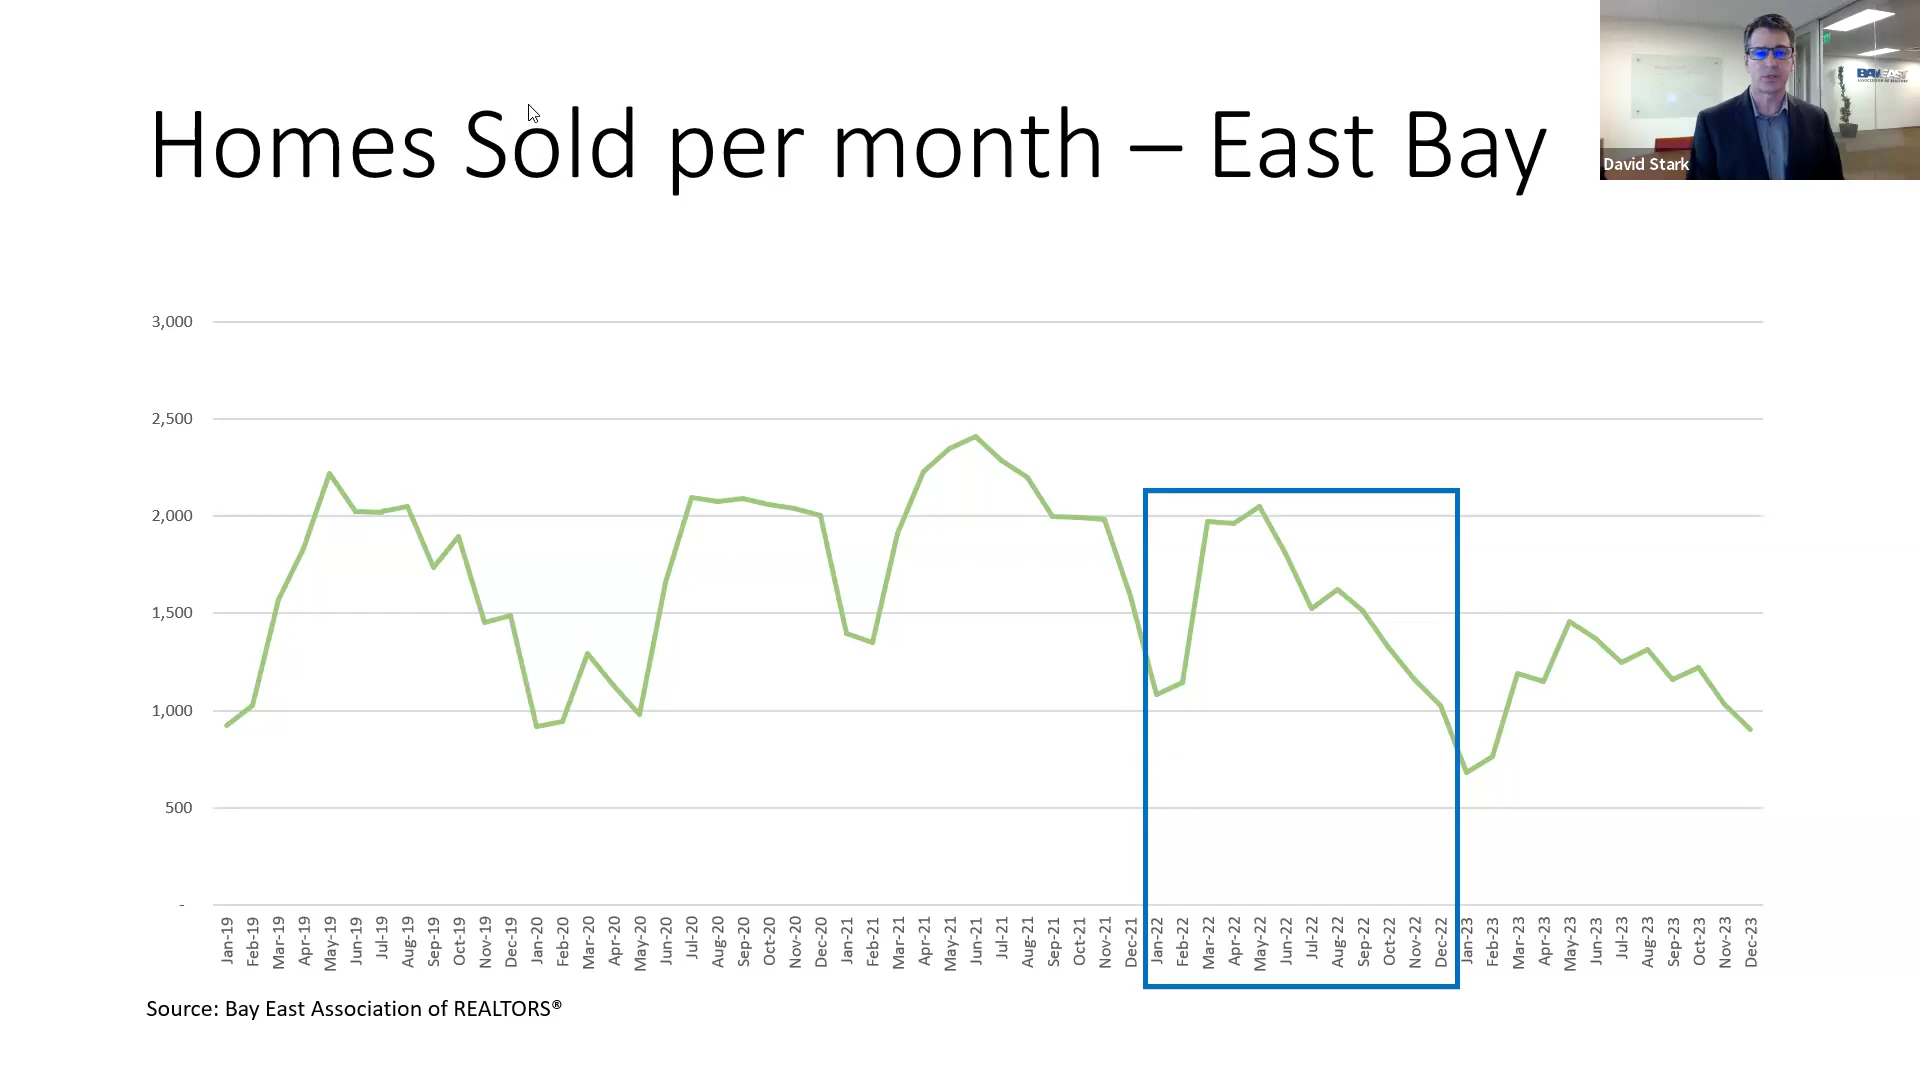 Homes Sold per month – East Bay
BAYEAST
David Stark
3,000
2,500
2,000
1,500
1,000
500
-
Jan-19
Feb-19
Mar-19
Apr-19
May-19
Jun-19
Jul-19
Aug-19
Sep-19
Oct-19
Nov-19
Dec-19
Jan-20
Feb-20
Mar-20
Apr-20
May-20
Jun-20
Jul-20
Aug-20
Sep-20
Oct-20
Nov-20
Dec-20
Jan-21
Feb-21
Mar-21
Apr-21
May-21
Jun-21
Jul-21
Aug-21
Sep-21
Oct-21
Nov-21
Dec-21
Jan-22
Feb-22
Mar-22
Apr-22
May-22
Jun-22
Jul-22
Aug-22
Sep-22
Oct-22
Nov-22
Dec-22
Jan-23
Feb-23
Mar-23
Apr-23
May-23
Jun-23
Jul-23
Aug-23
Sep-23
Oct-23
Nov-23
Dec-23
Source: Bay East Association of REALTORS®